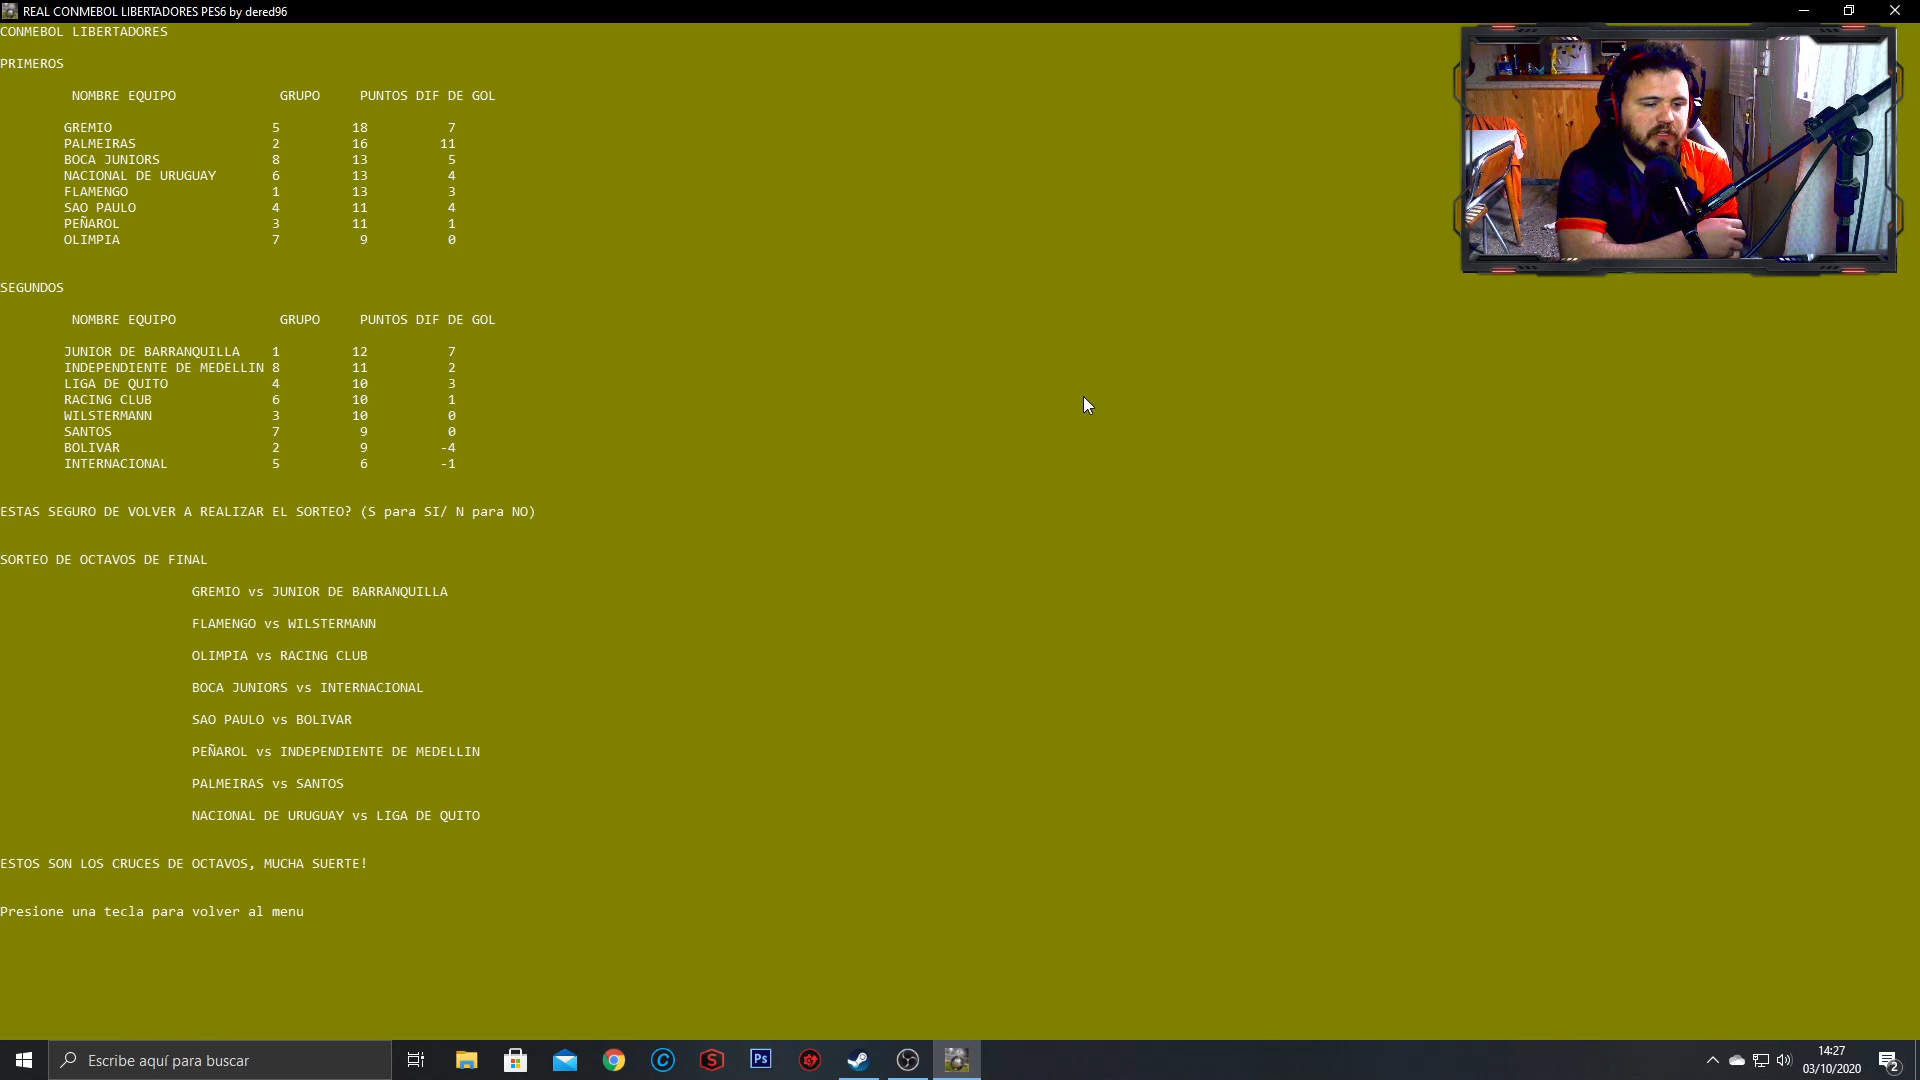 REAL CONMEBOL LIBERTADORES PES6 by dered96
CONMEBOL LIBERTADORES
PRIMEROS
NOMBRE EQUIPO GRUPO PUNTOS DIF DE GOL
GREMIO 5 18 7
PALMEIRAS 2 16 11
BOCA JUNIORS 8 13 5
NACIONAL DE URUGUAY 6 13 4
FLAMENGO 1 13 3
SAO PAULO 4 11 4
PEÑAROL 3 11 1
OLIMPIA 7 9 0
SEGUNDOS
NOMBRE EQUIPO GRUPO PUNTOS DIF DE GOL
JUNIOR DE BARRANQUILLA 1 12 7
INDEPENDIENTE DE MEDELLIN 8 11 2
LIGA DE QUITO 4 10 3
RACING CLUB 6 10 1
WILSTERMANN 3 10 0
SANTOS 7 9 0
BOLIVAR 2 9 -4
INTERNACIONAL 5 6 -1
ESTAS SEGURO DE VOLVER A REALIZAR EL SORTEO? (S para SI/ N para NO)
SORTEO DE OCTAVOS DE FINAL
GREMIO vs JUNIOR DE BARRANQUILLA
FLAMENGO vs WILSTERMANN
OLIMPIA vs RACING CLUB
BOCA JUNIORS vs INTERNACIONAL
SAO PAULO vs BOLIVAR
PEÑAROL vs INDEPENDIENTE DE MEDELLIN
PALMEIRAS vs SANTOS
NACIONAL DE URUGUAY vs LIGA DE QUITO
ESTOS SON LOS CRUCES DE OCTAVOS, MUCHA SUERTE!
Presione una tecla para volver al menu
Escribe aquí para buscar
Ps
14:27
03/10/2020
2